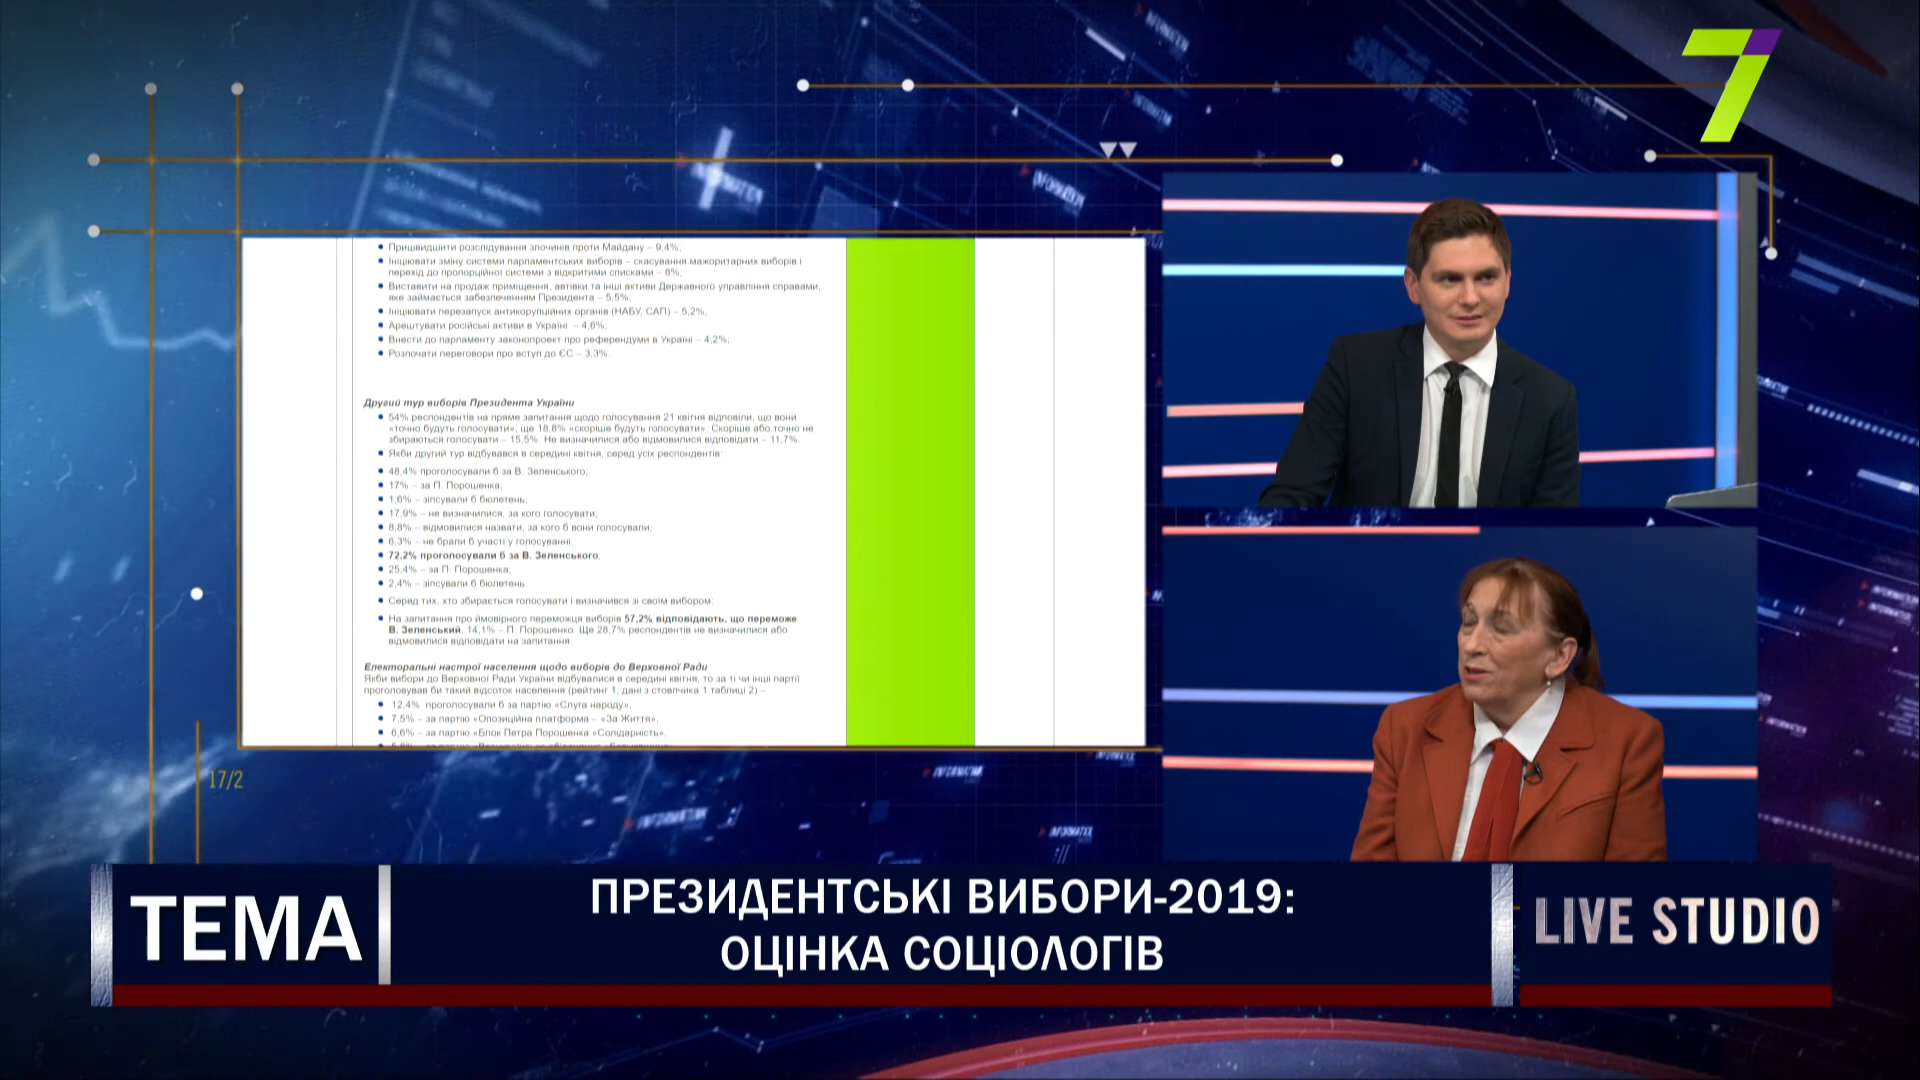 7
Пришвидшити розслідування злочинів проти Майдану – 9,4%;
Ініціювати зміну системи парламентських виборів – скасування мажоритарних виборів і
перехід до пропорційної системи з відкритими списками – 8%;
Виставити на продаж приміщення, автівки та інші активи Державного управління справами,
яке займається забезпеченням Президента – 5,5%;
Ініціювати перезапуск антикорупційних органів (НАБУ, САП) – 5,2%;
Арештувати російські активи в Україні – 4,6%;
Внести до парламенту законопроект про референдуми в Україні – 4,2%;
Розпочати переговори про вступ до ЄС – 3,3%.
Другий тур виборів Президента України
54% респондентів на пряме запитання щодо голосування 21 квітня відповіли, що вони
«точно будуть голосувати», ще 18,8% «скоріше будуть голосувати». Скоріше або точно не
збираються голосувати – 15,5%. Не визначилися або відмовилися відповідати – 11,7%.
Якби другий тур відбувався в середині квітня, серед усіх респондентів:
48,4% проголосували б за В. Зеленського;
17% – за П. Порошенка;
1,6% – зіпсували б бюлетень;
17,9% – не визначилися, за кого голосувати;
8,8% – відмовилися назвати, за кого б вони голосували;
6,3% – не брали б участі у голосуванні.
72,2% проголосували б за В. Зеленського;
25,4% – за П. Порошенка;
2,4% – зіпсували б бюлетень.
Серед тих, хто збирається голосувати і визначився зі своїм вибором:
На запитання про ймовірного переможця виборів 57,2% відповідають, що переможе
В. Зеленський, 14,1% – П. Порошенко. Ще 28,7% респондентів не визначилися або
відмовилися відповідати на запитання.
Електоральні настрої населення щодо виборів до Верховної Ради
Якби вибори до Верховної Ради України відбувалися в середині квітня, то за ті чи інші партії
проголосував би такий відсоток населення (рейтинг 1, дані з стовпчика 1 таблиці 2) –
12,4% проголосували б за партію «Слуга народу»,
7,5% – за партію «Опозиційна платформа – «За Життя»,
6,6% – за партію «Блок Петра Порошенка «Солідарність»,
17/2
ТЕМА
ПРЕЗИДЕНТСЬКІ ВИБОРИ-2019:
ОЦІНКА СОЦІОЛОГІВ
LIVE STUDIO